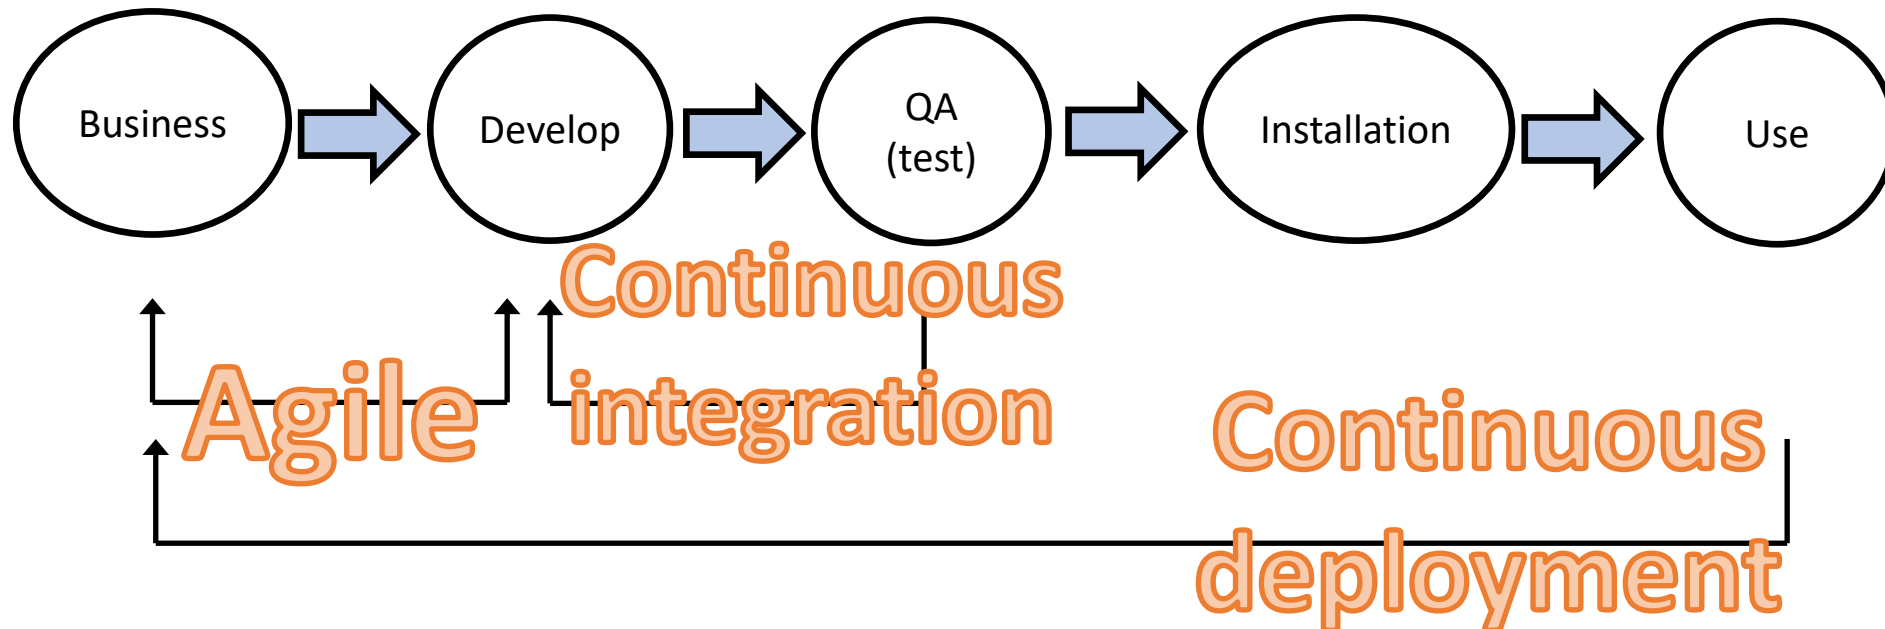 Business
Develop
QA
(test)
Installation
Use
Continuous
integration
Agile
Continuous
deployment